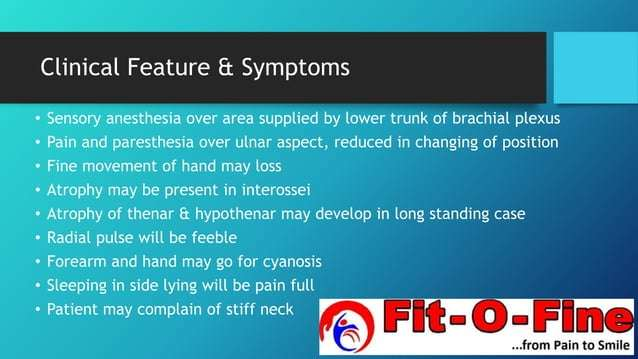 Clinical Feature & Symptoms
• Sensory anesthesia over area supplied by lower trunk of brachial plexus
• Pain and paresthesia over ulnar aspect, reduced in changing of position
• Fine movement of hand may loss
• Atrophy may be present in interossei
• Atrophy of thenar & hypothenar may develop in long standing case
• Radial pulse will be feeble
• Forearm and hand may go for cyanosis
• Sleeping in side lying will be pain full
• Patient may complain of stiff neck
Fit-O-Fine
...from Pain to Smile